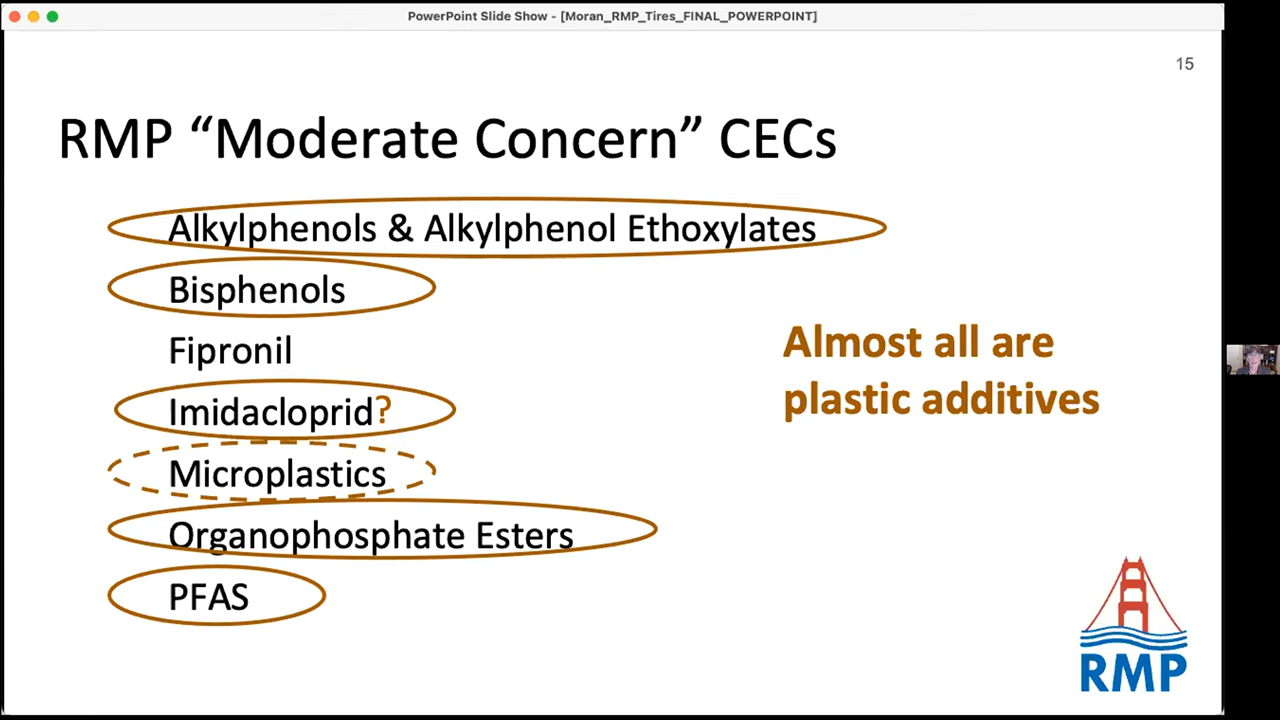 PowerPoint Slide Show - [Moran_RMP_Tires_FINAL_POWERPOINT]
15
RMP “Moderate Concern” CECs
Alkylphenols & Alkylphenol Ethoxylates
Bisphenols
Fipronil
Imidacloprid?
Microplastics
Organophosphate Esters
PFAS
Almost all are
plastic additives
RMP